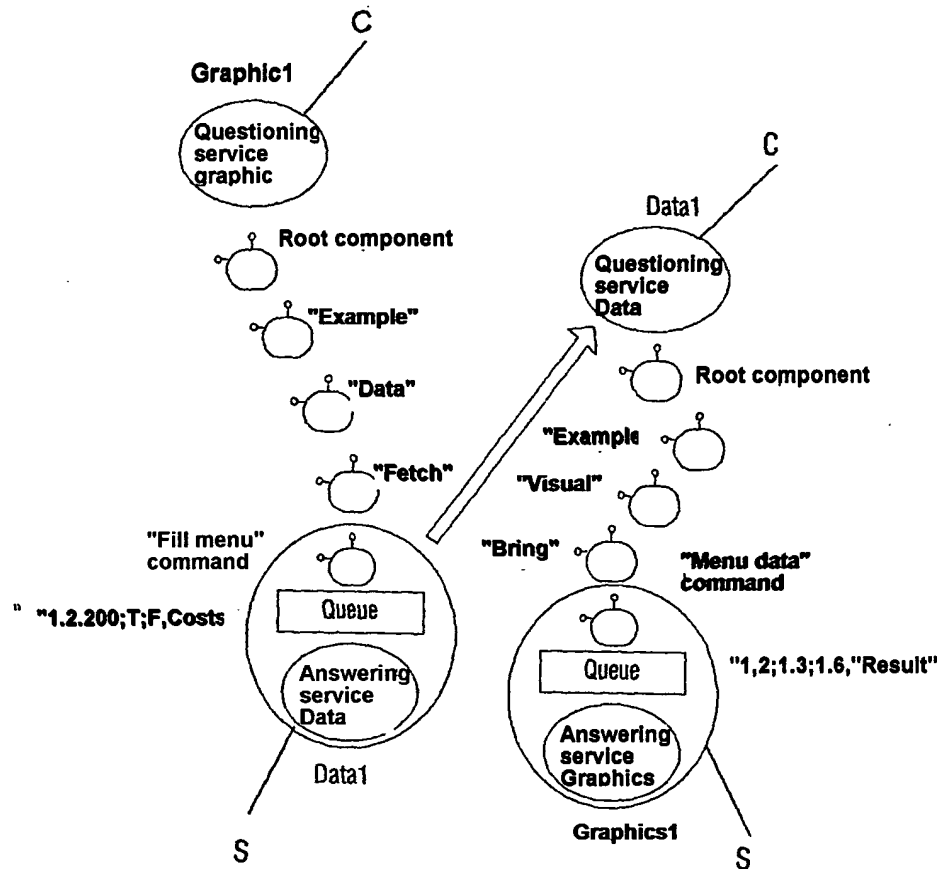 C
Graphic1
Questioning
service
graphic
Root component
"Example"
"Data"
"Fetch"
"Fill menu"
command
" "1.2.200;T;F,Costs
Queue
Answering
service
Data
Data1
S
C
Data1
Questioning
service
Data
Root component
"Example
"Visual"
"Bring"
"Menu data"
command
Queue
"1,2;1.3;1.6,"Result"
Answering
service
Graphics
Graphics1
S